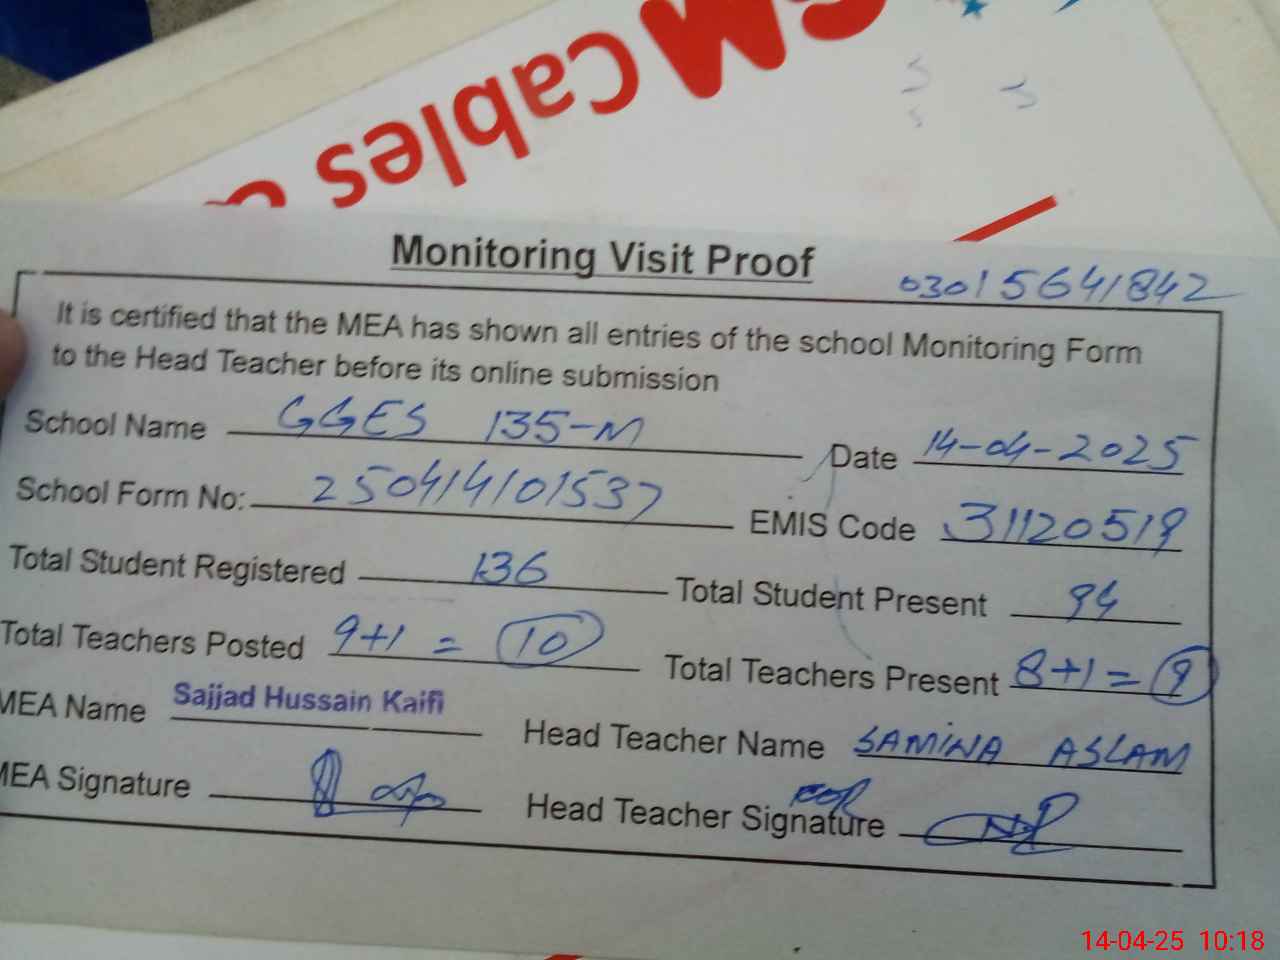 CM Cables
Monitoring Visit Proof
03015641842
It is certified that the MEA has shown all entries of the school Monitoring Form
to the Head Teacher before its online submission
School Name GGES 135-M Date 14-04-2025
School Form No: 250414101537 EMIS Code 31120519
Total Student Registered 136 Total Student Present 94
Total Teachers Posted 9+1 = 10 Total Teachers Present 8+1 = 9
MEA Name Sajjad Hussain Kaifi Head Teacher Name SAMINA ASLAM
MEA Signature Head Teacher Signature FOR
14-04-25 10:18